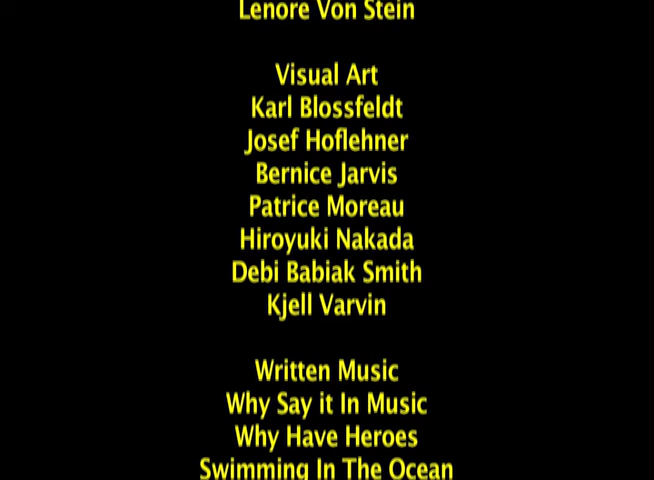 Lenore Von Stein
Visual Art
Karl Blossfeldt
Josef Hoflehner
Bernice Jarvis
Patrice Moreau
Hiroyuki Nakada
Debi Babiak Smith
Kjell Varvin
Written Music
Why Say it In Music
Why Have Heroes
Swimming In The Ocean